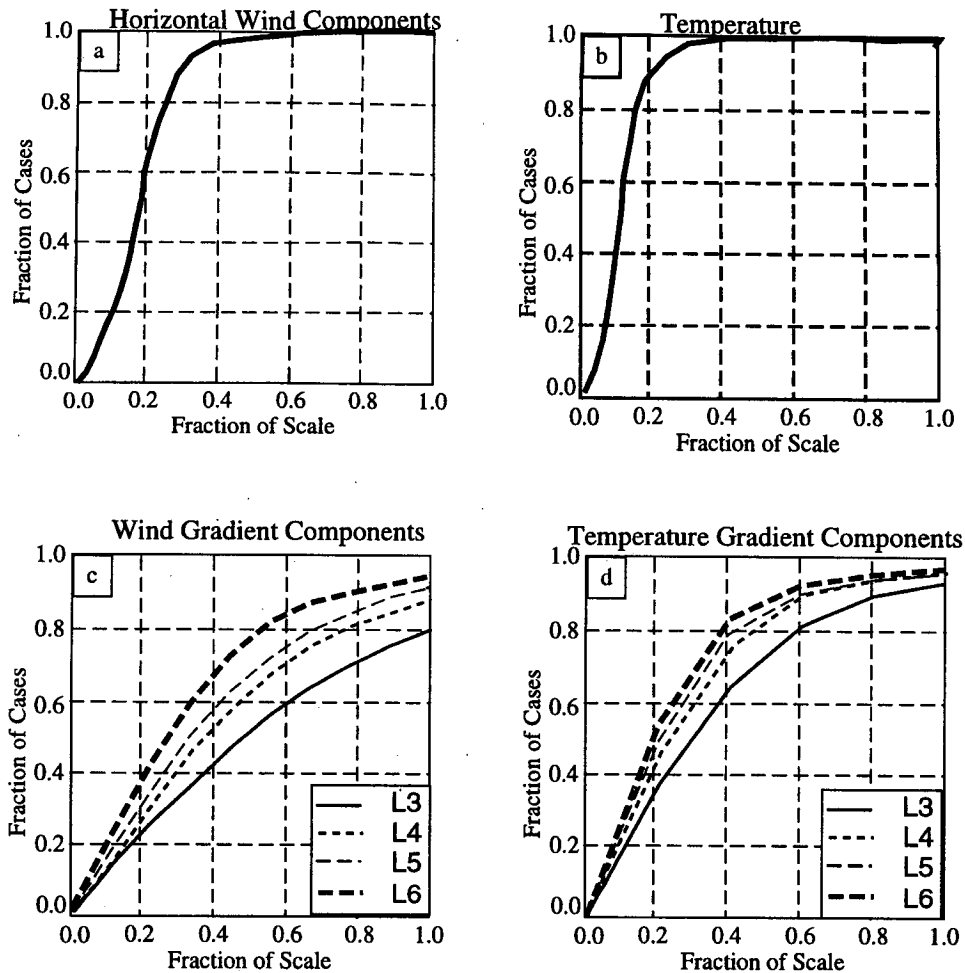 Horizontal Wind Components
a
1.0
0.8
0.6
0.4
0.2
0.0
Fraction of Cases
0.0 0.2 0.4 0.6 0.8 1.0
Fraction of Scale
Temperature
b
1.0
0.8
0.6
0.4
0.2
0.0
Fraction of Cases
0.0 0.2 0.4 0.6 0.8 1.0
Fraction of Scale
Wind Gradient Components
c
1.0
0.8
0.6
0.4
0.2
0.0
Fraction of Cases
L3
L4
L5
L6
0.0 0.2 0.4 0.6 0.8 1.0
Fraction of Scale
Temperature Gradient Components
d
1.0
0.8
0.6
0.4
0.2
0.0
Fraction of Cases
L3
L4
L5
L6
0.0 0.2 0.4 0.6 0.8 1.0
Fraction of Scale